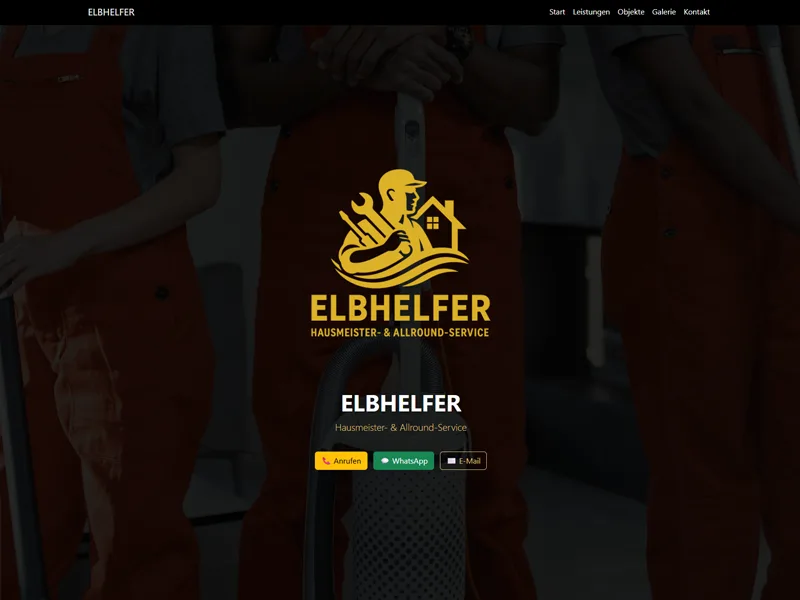 ELBHELFER
Start Leistungen Objekte Galerie Kontakt
ELBHELFER
HAUSMEISTER- & ALLROUND-SERVICE
ELBHELFER
Hausmeister- & Allround-Service
📞 Anrufen 💬 WhatsApp ✉️ E-Mail